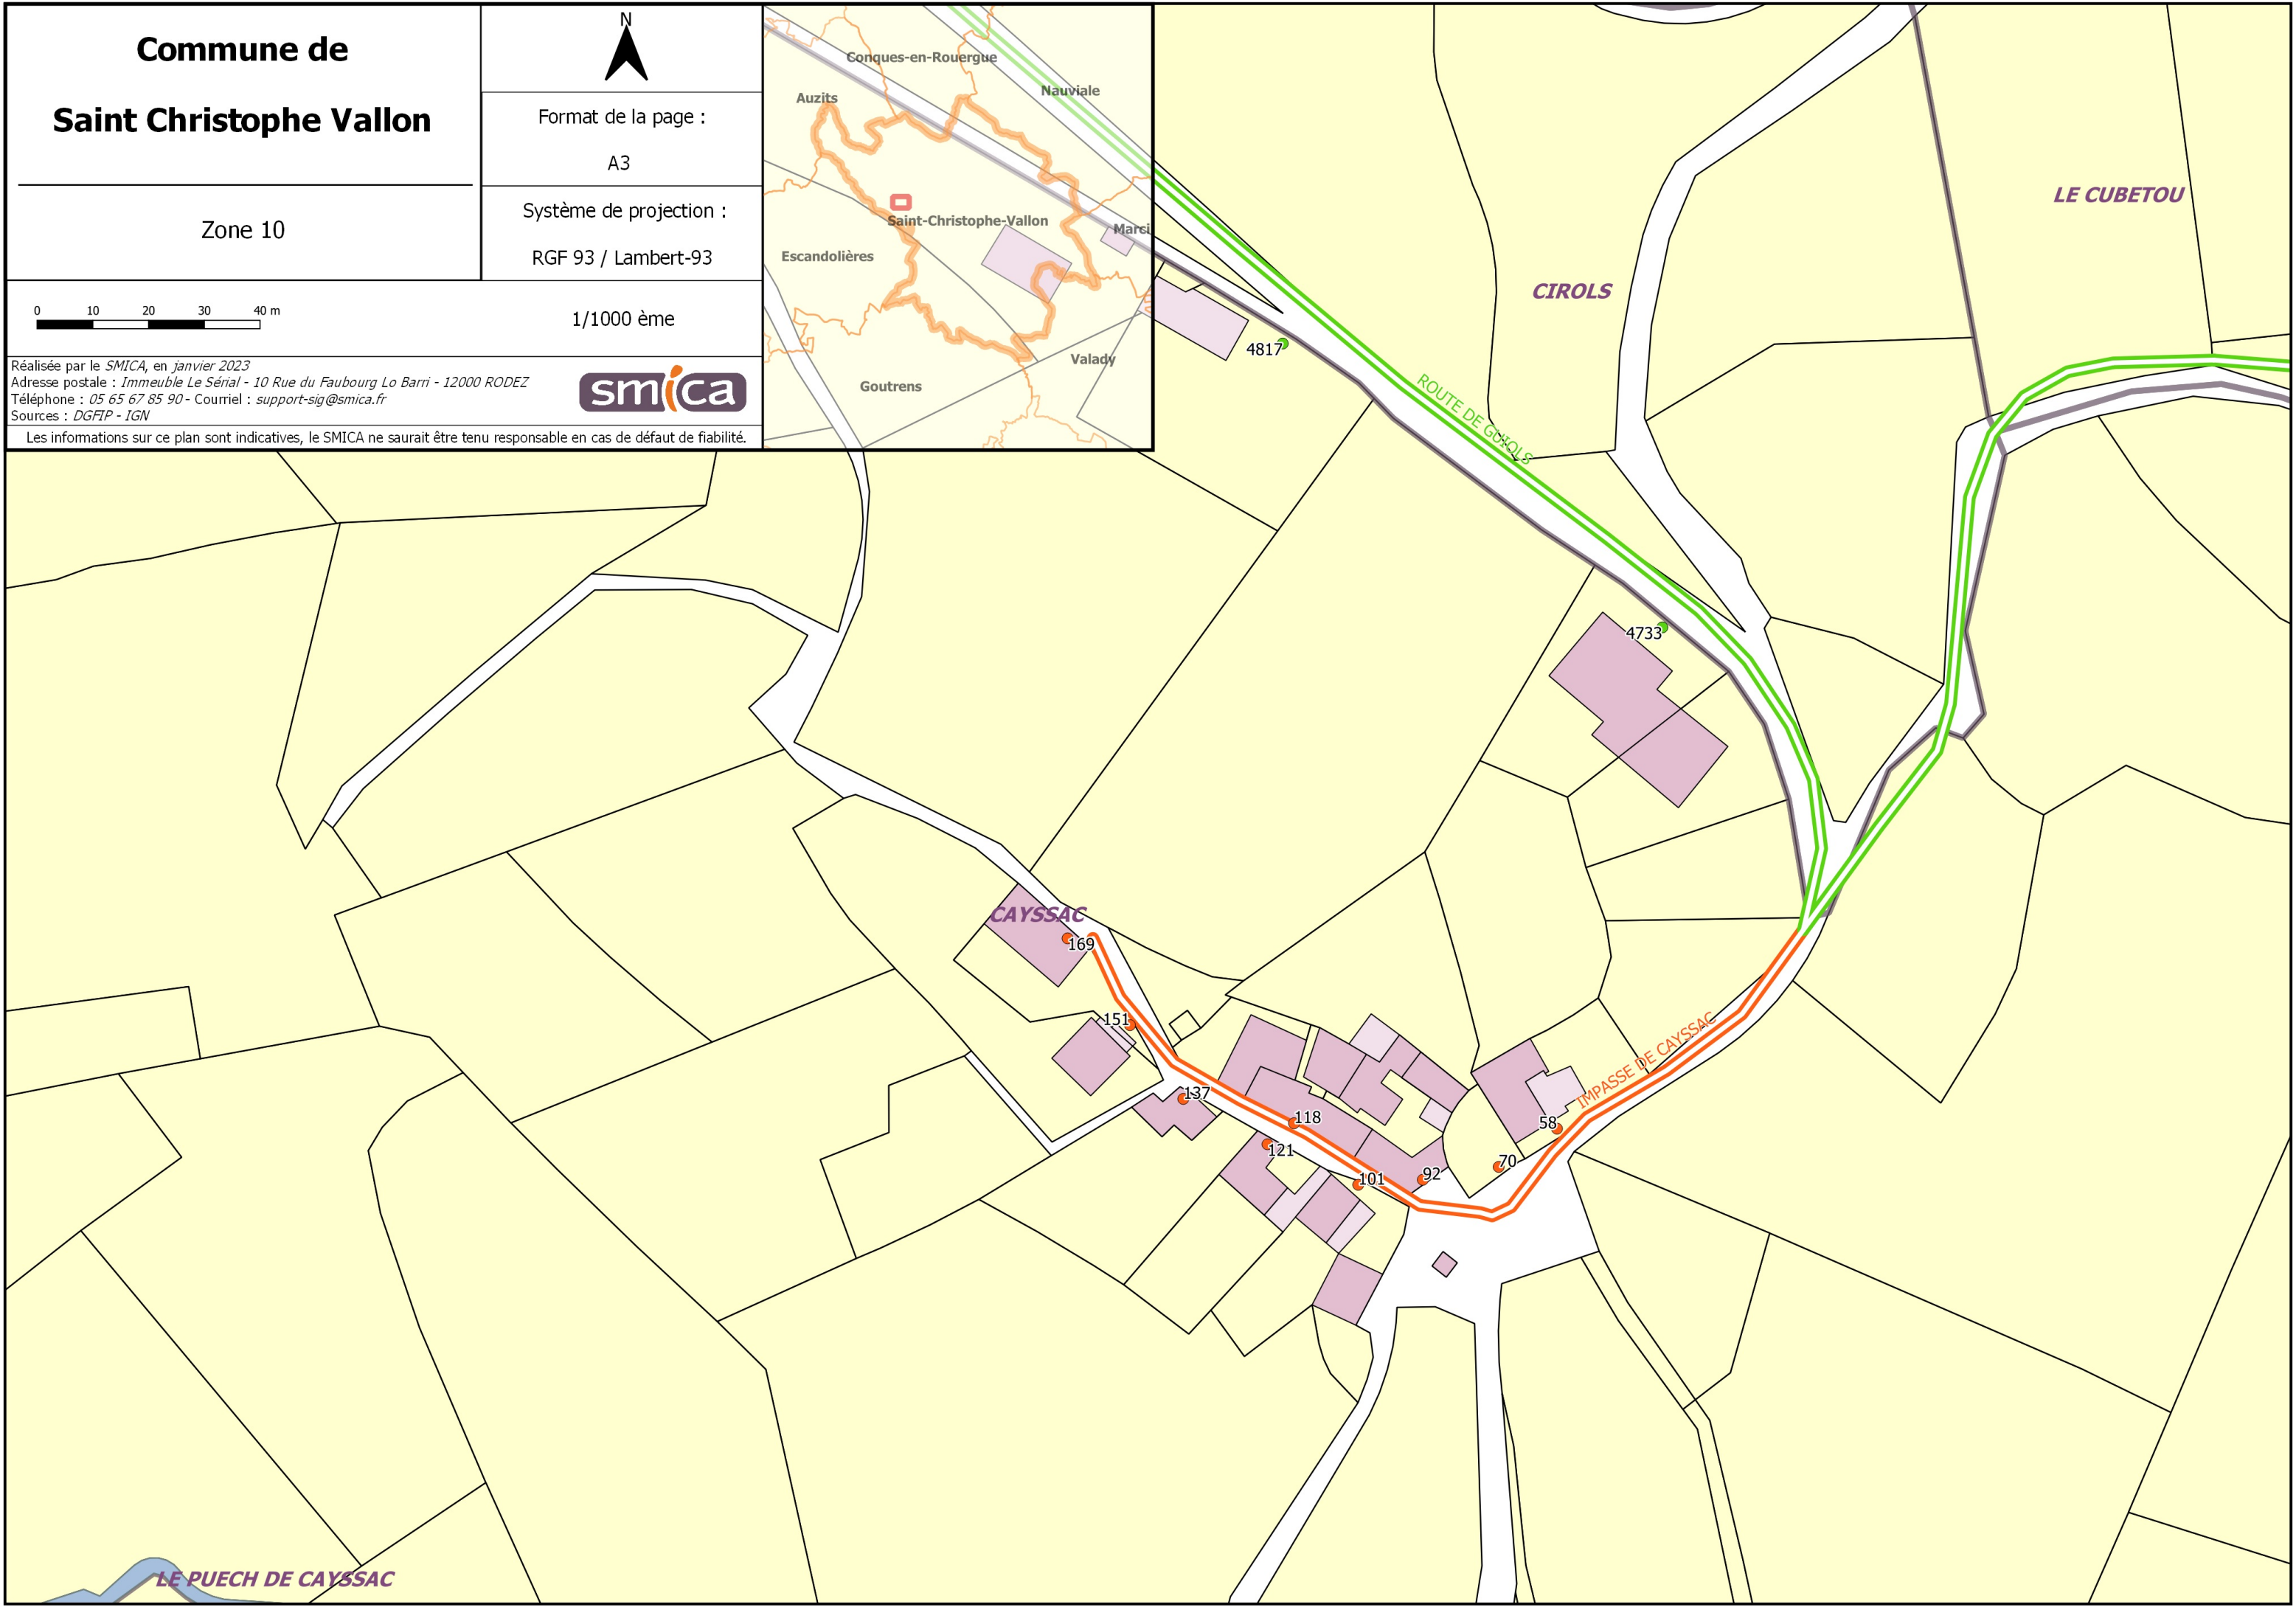 Commune de
Saint Christophe Vallon
Zone 10
N
Format de la page :
A3
Système de projection :
RGF 93 / Lambert-93
0 10 20 30 40 m
1/1000 ème
Réalisée par le SMICA, en janvier 2023
Adresse postale : Immeuble Le Sérial - 10 Rue du Faubourg Lo Barri - 12000 RODEZ
Téléphone : 05 65 67 85 90 - Courriel : support-sig@smica.fr
Sources : DGFIP - IGN
smica
Les informations sur ce plan sont indicatives, le SMICA ne saurait être tenu responsable en cas de défaut de fiabilité.
Conques-en-Rouergue
Nauviale
Auzits
Saint-Christophe-Vallon
Marci
Escandolières
Valady
Goutrens
LE CUBETOU
CIROLS
4817
ROUTE DE GUIOLS
4733
CAYSSAC
169
151
IMPASSE DE CAYSSAC
137
118
58
121
70
92
101
LE PUECH DE CAYSSAC